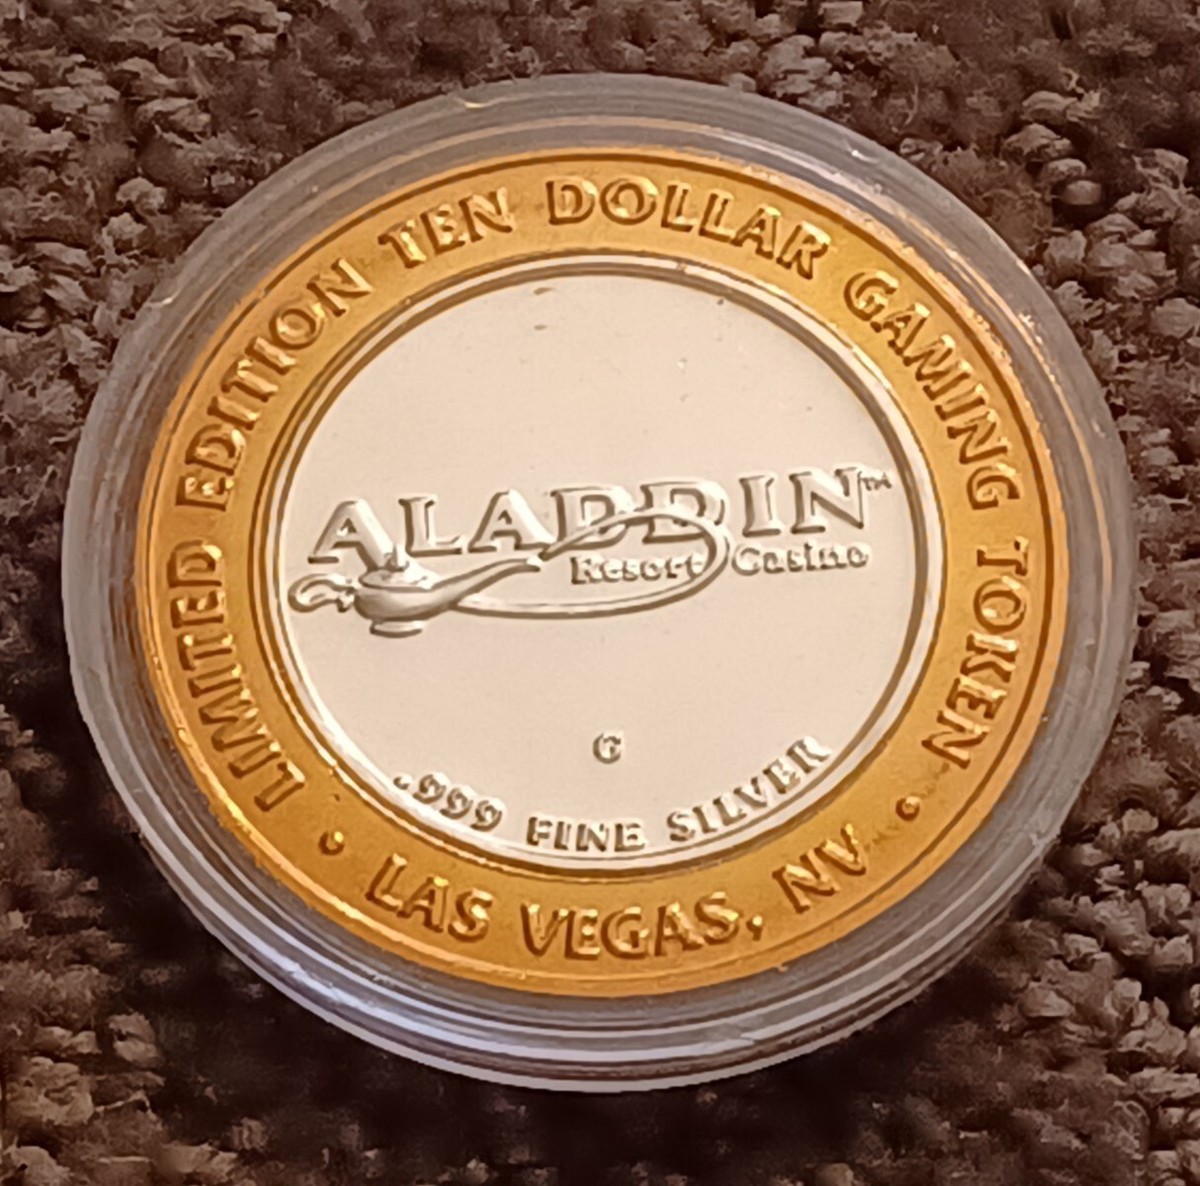 LIMITED EDITION TEN DOLLAR GAMING TOKEN
ALADDIN™
Resort Casino
G
.999 FINE SILVER
• LAS VEGAS, NV •